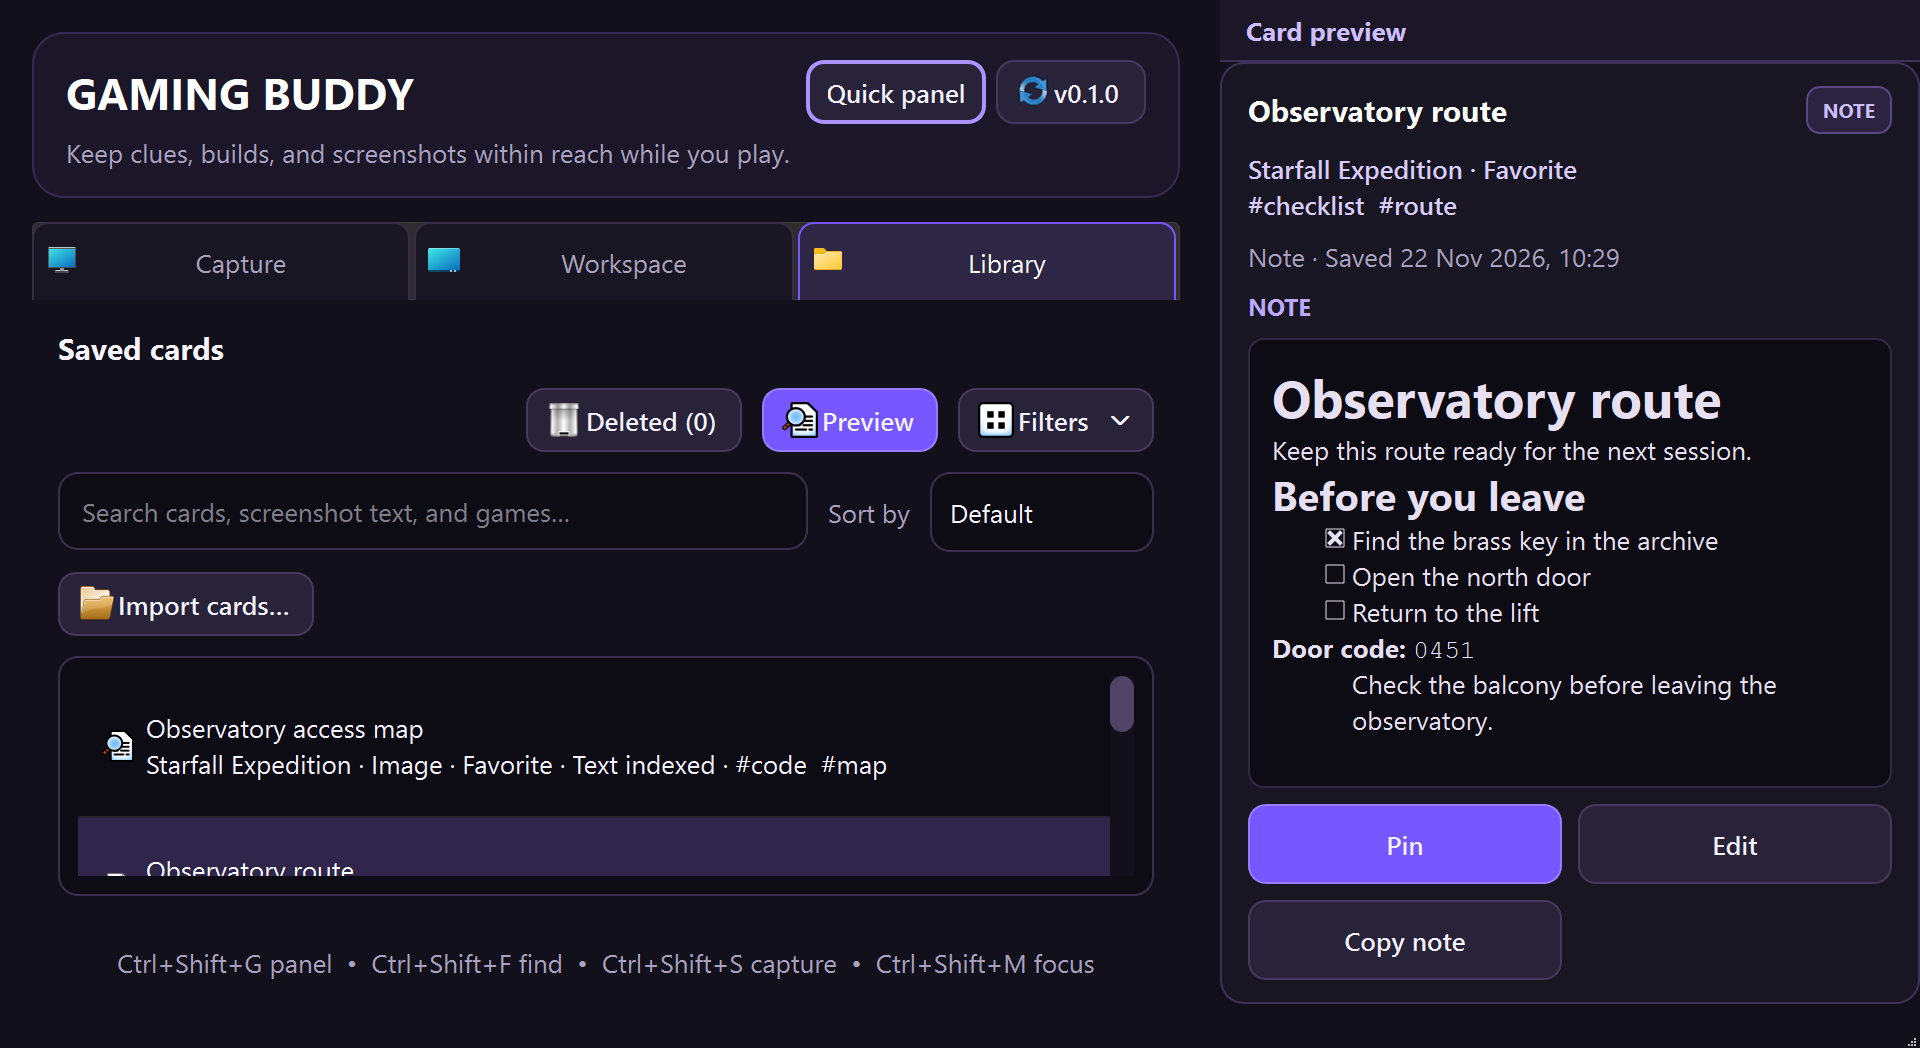 GAMING BUDDY
Quick panel
v0.1.0
Keep clues, builds, and screenshots within reach while you play.
Capture
Workspace
Library
Saved cards
Deleted (0)
Preview
Filters
Search cards, screenshot text, and games...
Sort by
Default
Import cards...
Observatory access map
Starfall Expedition · Image · Favorite · Text indexed · #code #map
Observatory route
Ctrl+Shift+G panel • Ctrl+Shift+F find • Ctrl+Shift+S capture • Ctrl+Shift+M focus
Card preview
Observatory route
NOTE
Starfall Expedition · Favorite
#checklist #route
Note · Saved 22 Nov 2026, 10:29
NOTE
Observatory route
Keep this route ready for the next session.
Before you leave
Find the brass key in the archive
Open the north door
Return to the lift
Door code: 0451
Check the balcony before leaving the
observatory.
Pin
Edit
Copy note